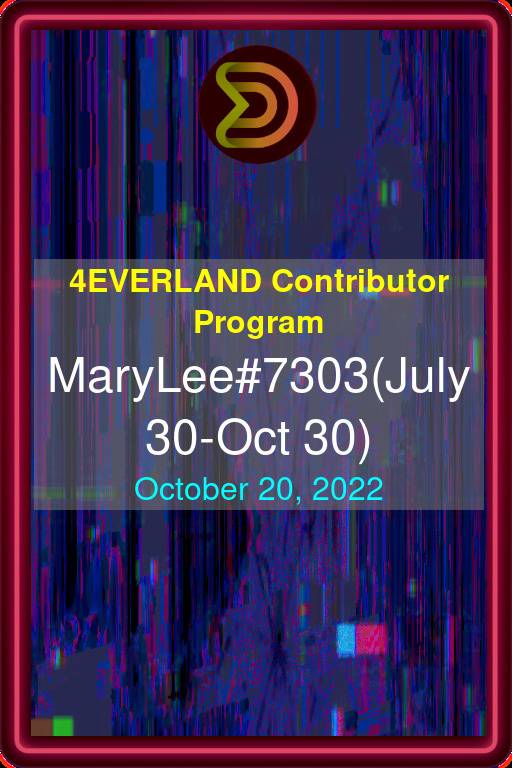 4EVERLAND Contributor
Program
MaryLee#7303(July
30-Oct 30)
October 20, 2022